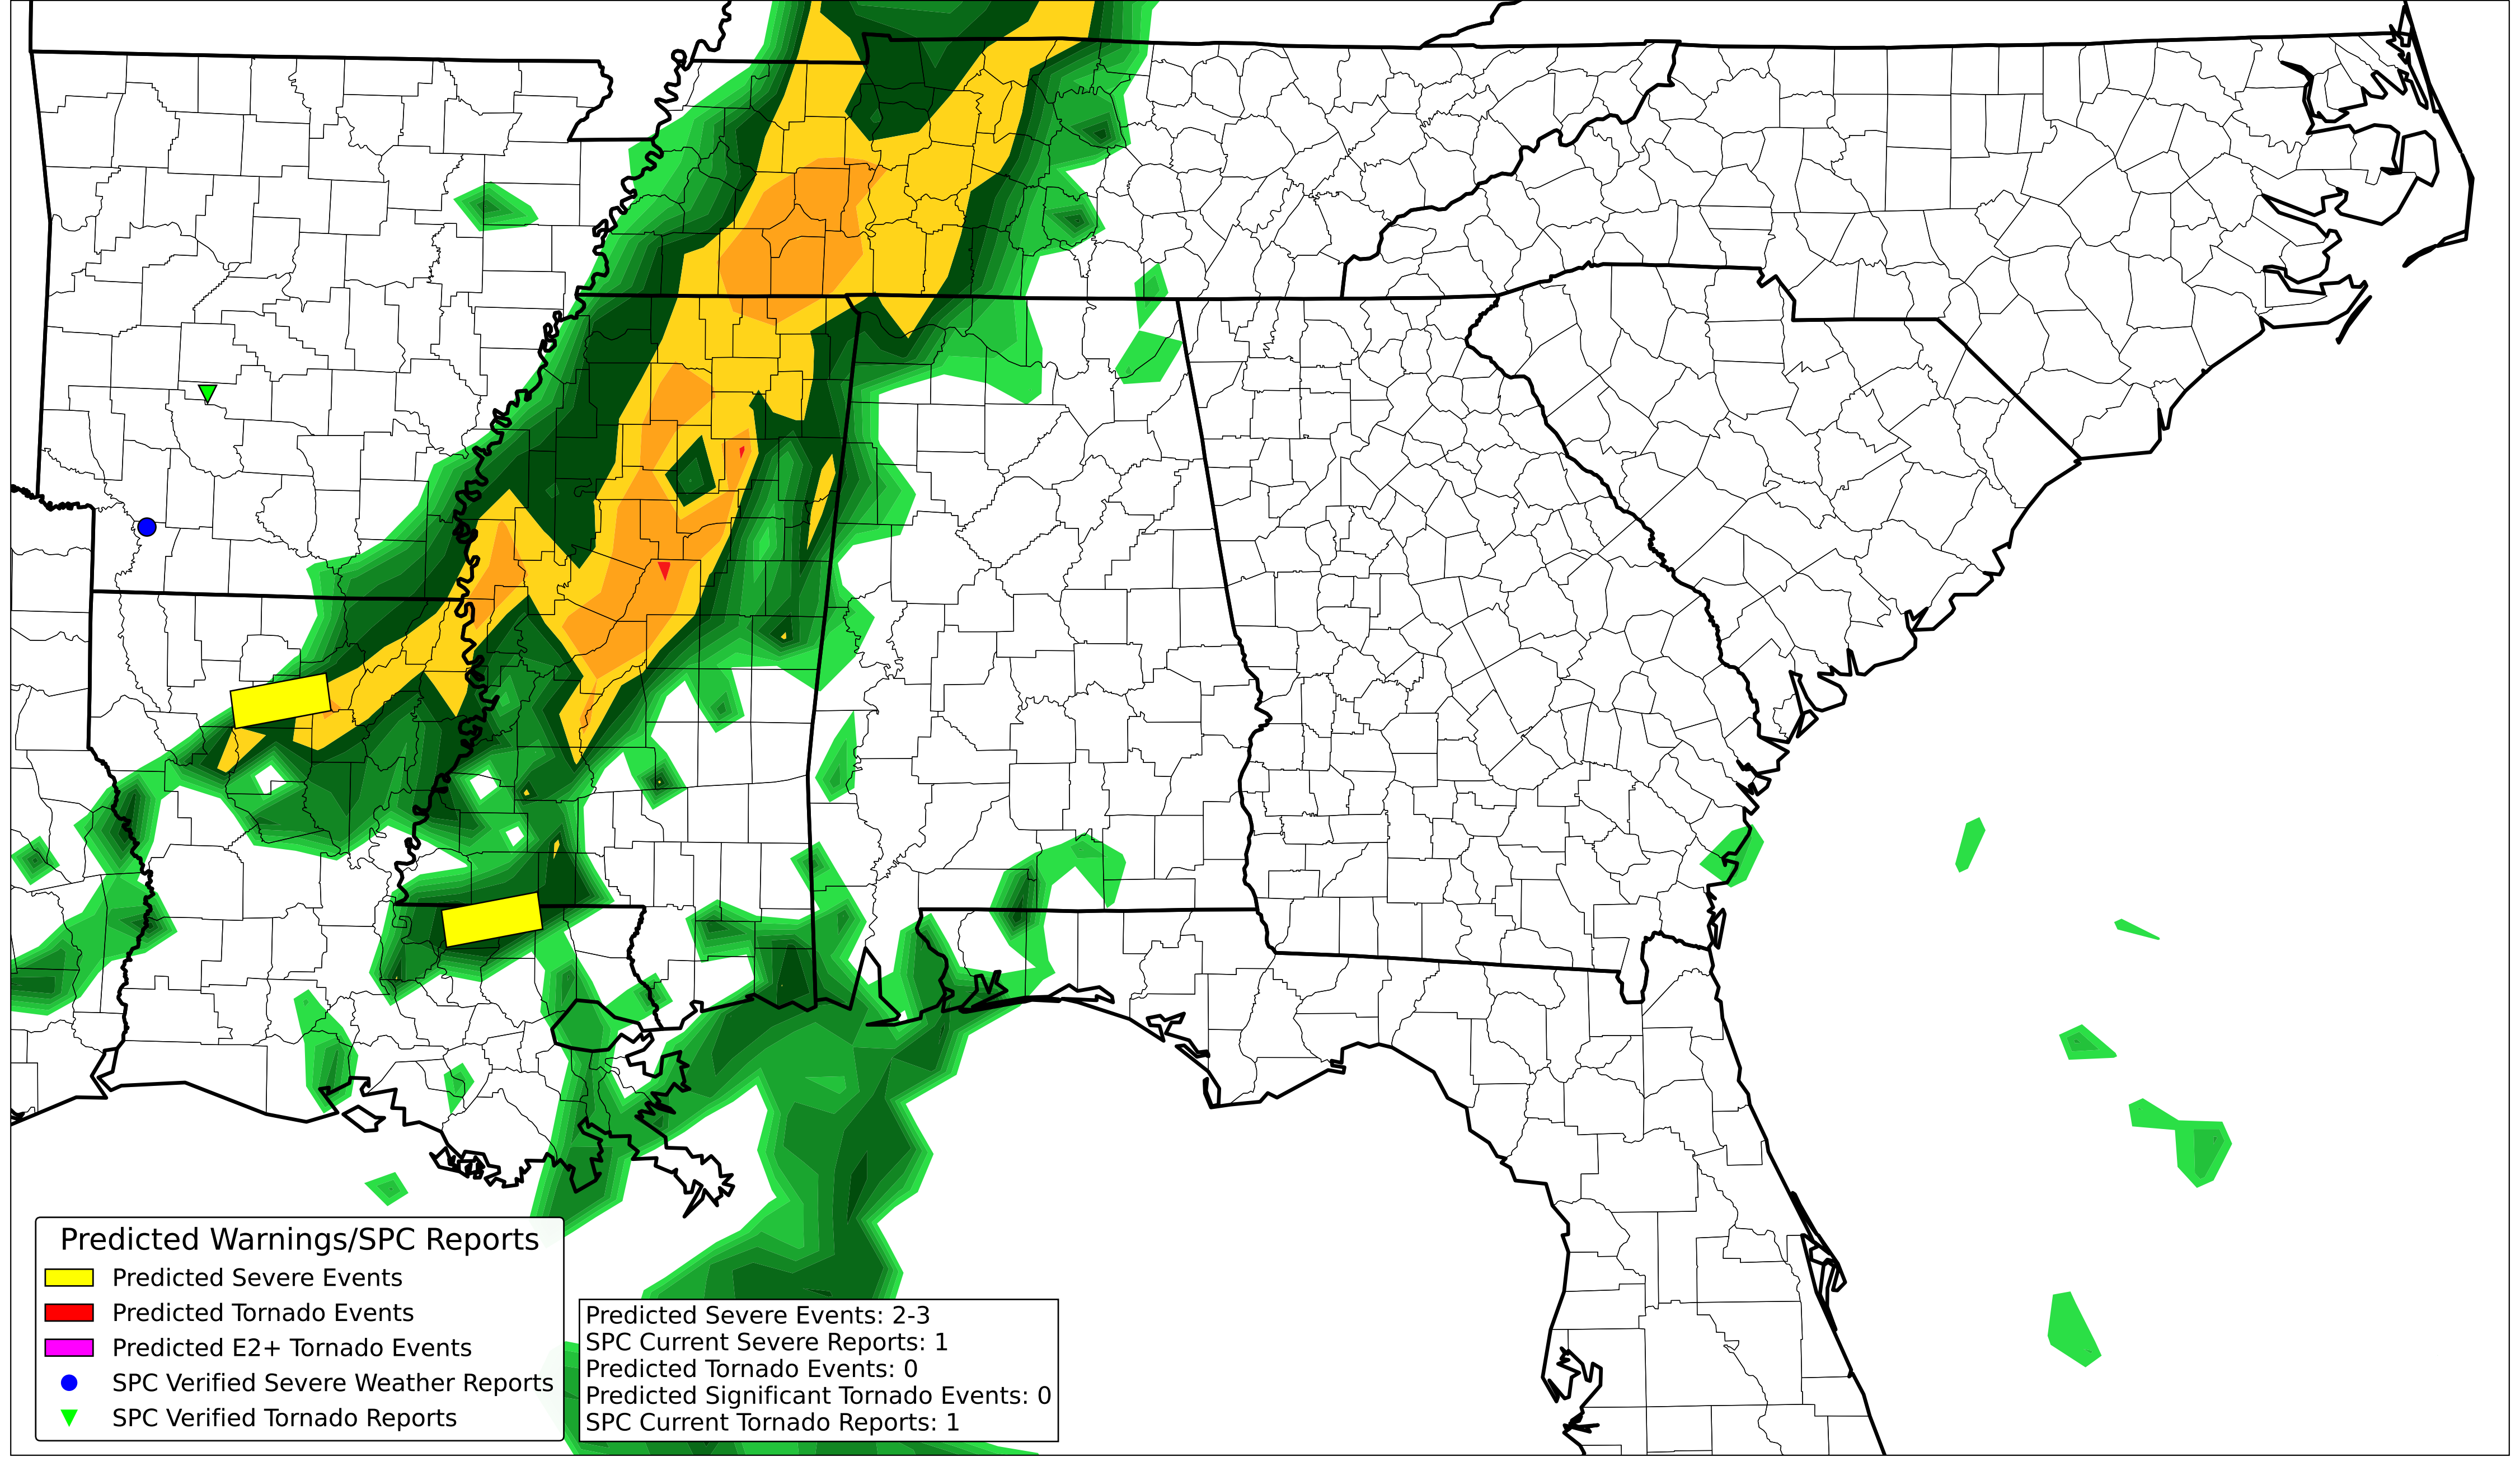 Predicted Warnings/SPC Reports
Predicted Severe Events
Predicted Tornado Events
Predicted E2+ Tornado Events
SPC Verified Severe Weather Reports
SPC Verified Tornado Reports
Predicted Severe Events: 2-3
SPC Current Severe Reports: 1
Predicted Tornado Events: 0
Predicted Significant Tornado Events: 0
SPC Current Tornado Reports: 1